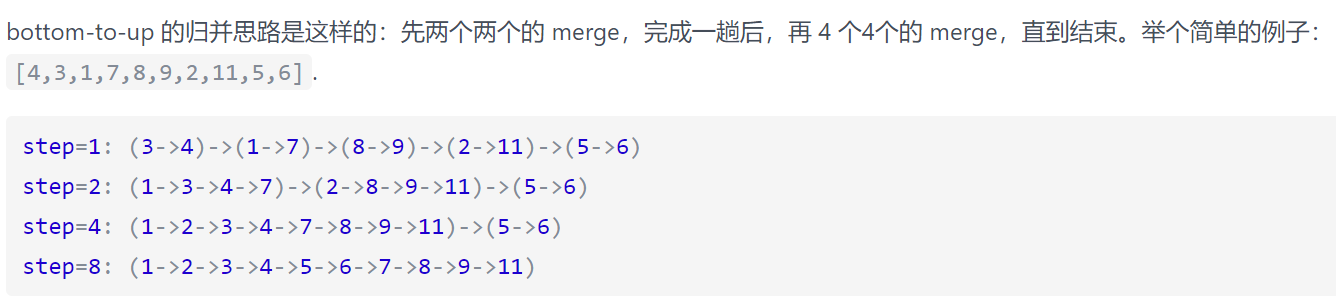 bottom-to-up 的归并思路是这样的：先两个两个的 merge，完成一趟后，再 4 个4个的 merge，直到结束。举个简单的例子：
[4,3,1,7,8,9,2,11,5,6].
step=1: (3->4)->(1->7)->(8->9)->(2->11)->(5->6)
step=2: (1->3->4->7)->(2->8->9->11)->(5->6)
step=4: (1->2->3->4->7->8->9->11)->(5->6)
step=8: (1->2->3->4->5->6->7->8->9->11)